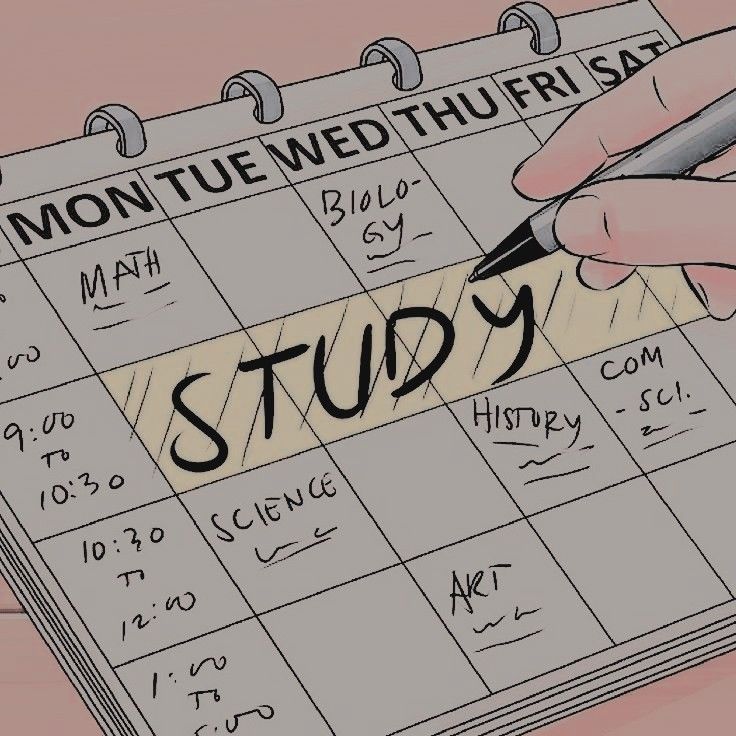 MON TUE WED THU FRI SAT
MATH
BIOLO-
GY
STUDY
9:00
TO
10:30
HISTORY
COM
- SCI.
10:30
TO
12:00
SCIENCE
ART
1:00
TO